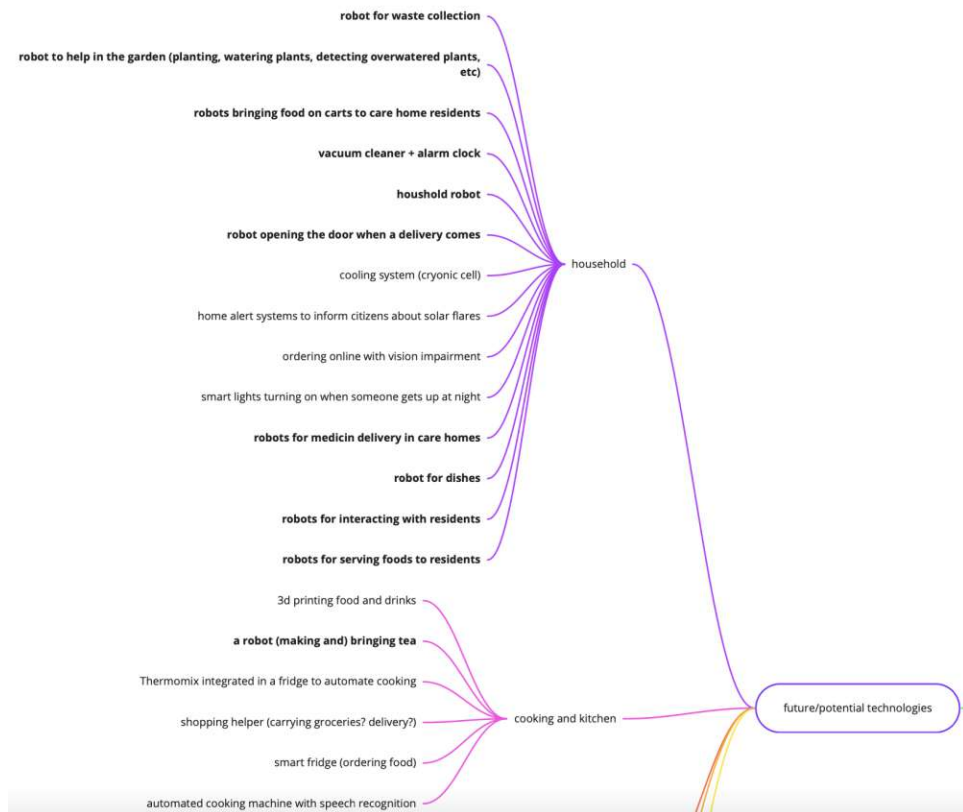 robot for waste collection
robot to help in the garden (planting, watering plants, detecting overwatered plants,
etc)
robots bringing food on carts to care home residents
vacuum cleaner + alarm clock
houshold robot
robot opening the door when a delivery comes
cooling system (cryonic cell)
home alert systems to inform citizens about solar flares
ordering online with vision impairment
smart lights turning on when someone gets up at night
robots for medicin delivery in care homes
robot for dishes
robots for interacting with residents
robots for serving foods to residents
household
3d printing food and drinks
a robot (making and) bringing tea
Thermomix integrated in a fridge to automate cooking
shopping helper (carrying groceries? delivery?)
smart fridge (ordering food)
automated cooking machine with speech recognition
cooking and kitchen
future/potential technologies